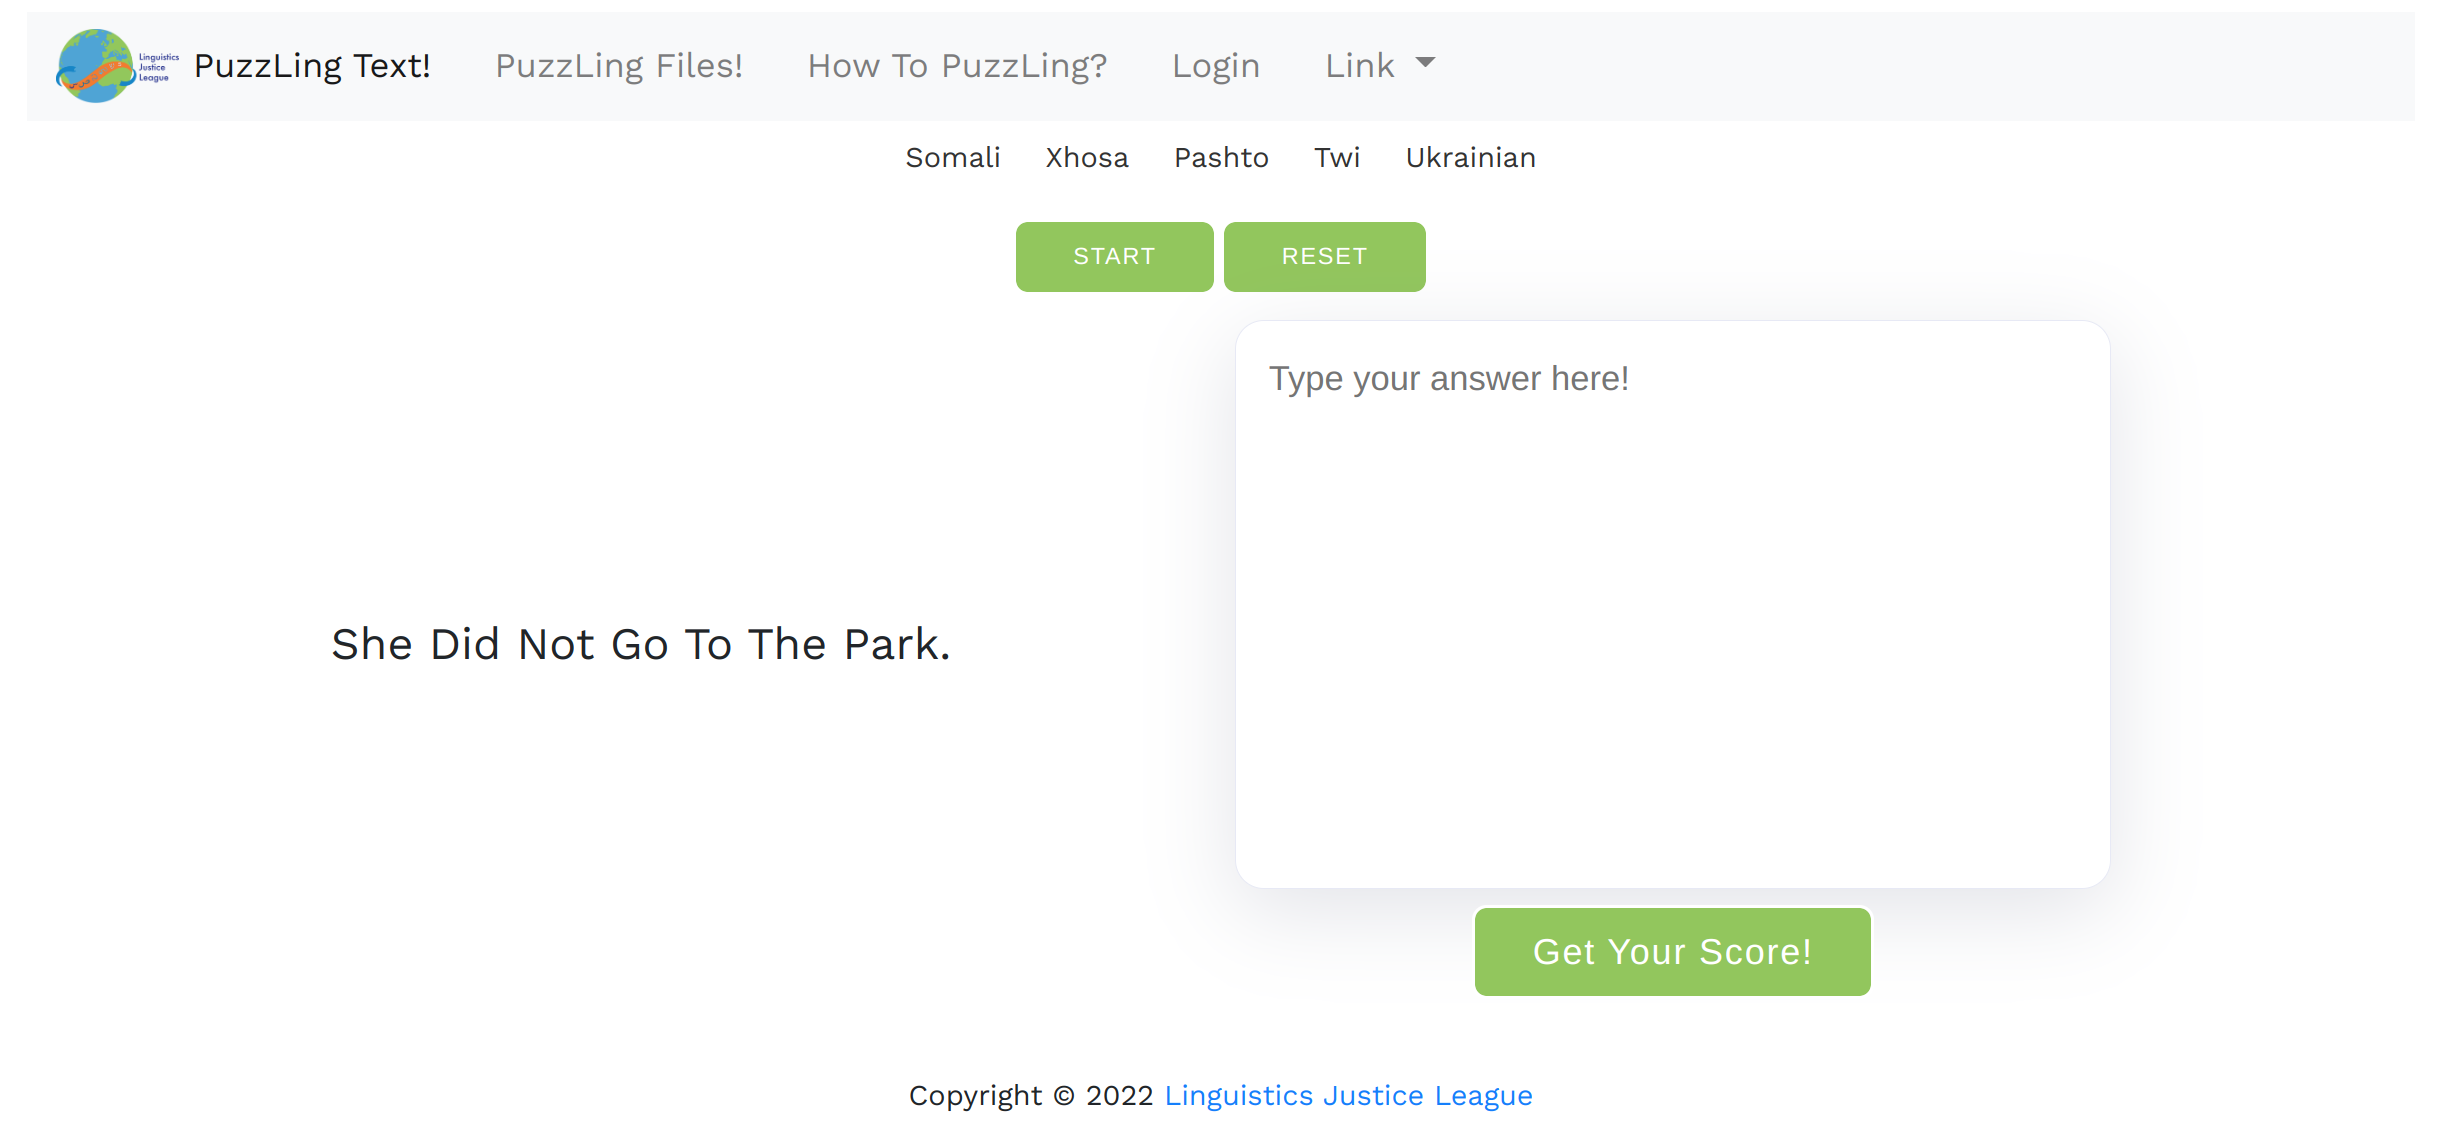 Linguistics
Justice
League
PuzzLing Text! PuzzLing Files! How To PuzzLing? Login Link
Somali Xhosa Pashto Twi Ukrainian
START RESET
Type your answer here!
She Did Not Go To The Park.
Get Your Score!
Copyright © 2022 Linguistics Justice League